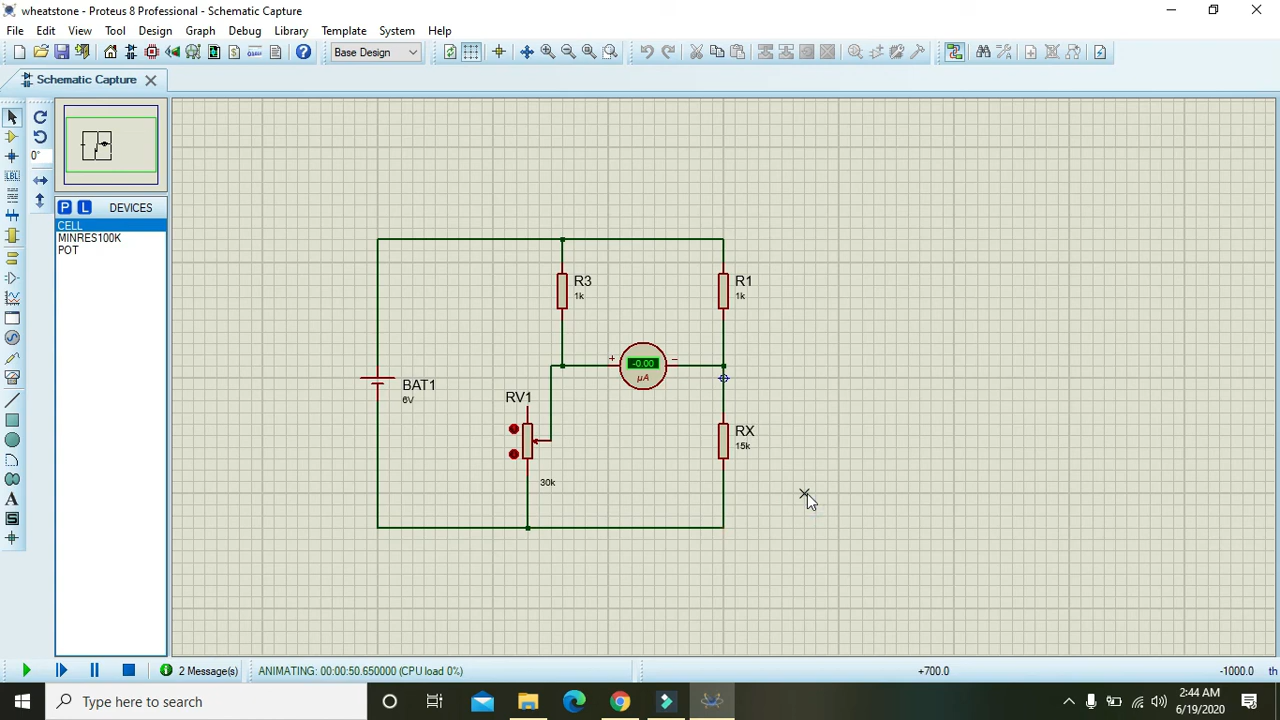 wheatstone - Proteus 8 Professional - Schematic Capture
File Edit View Tool Design Graph Debug Library Template System Help
Base Design
Schematic Capture
0°
P L DEVICES
CELL
MINRES100K
POT
LBL
A
S
$
R3
1k
R1
1k
+
-0.00
µA
−
BAT1
6V
RV1
30k
RX
15k
2 Message(s)
ANIMATING: 00:00:50.650000 (CPU load 0%)
+700.0
-1000.0
th
Type here to search
2:44 AM
6/19/2020